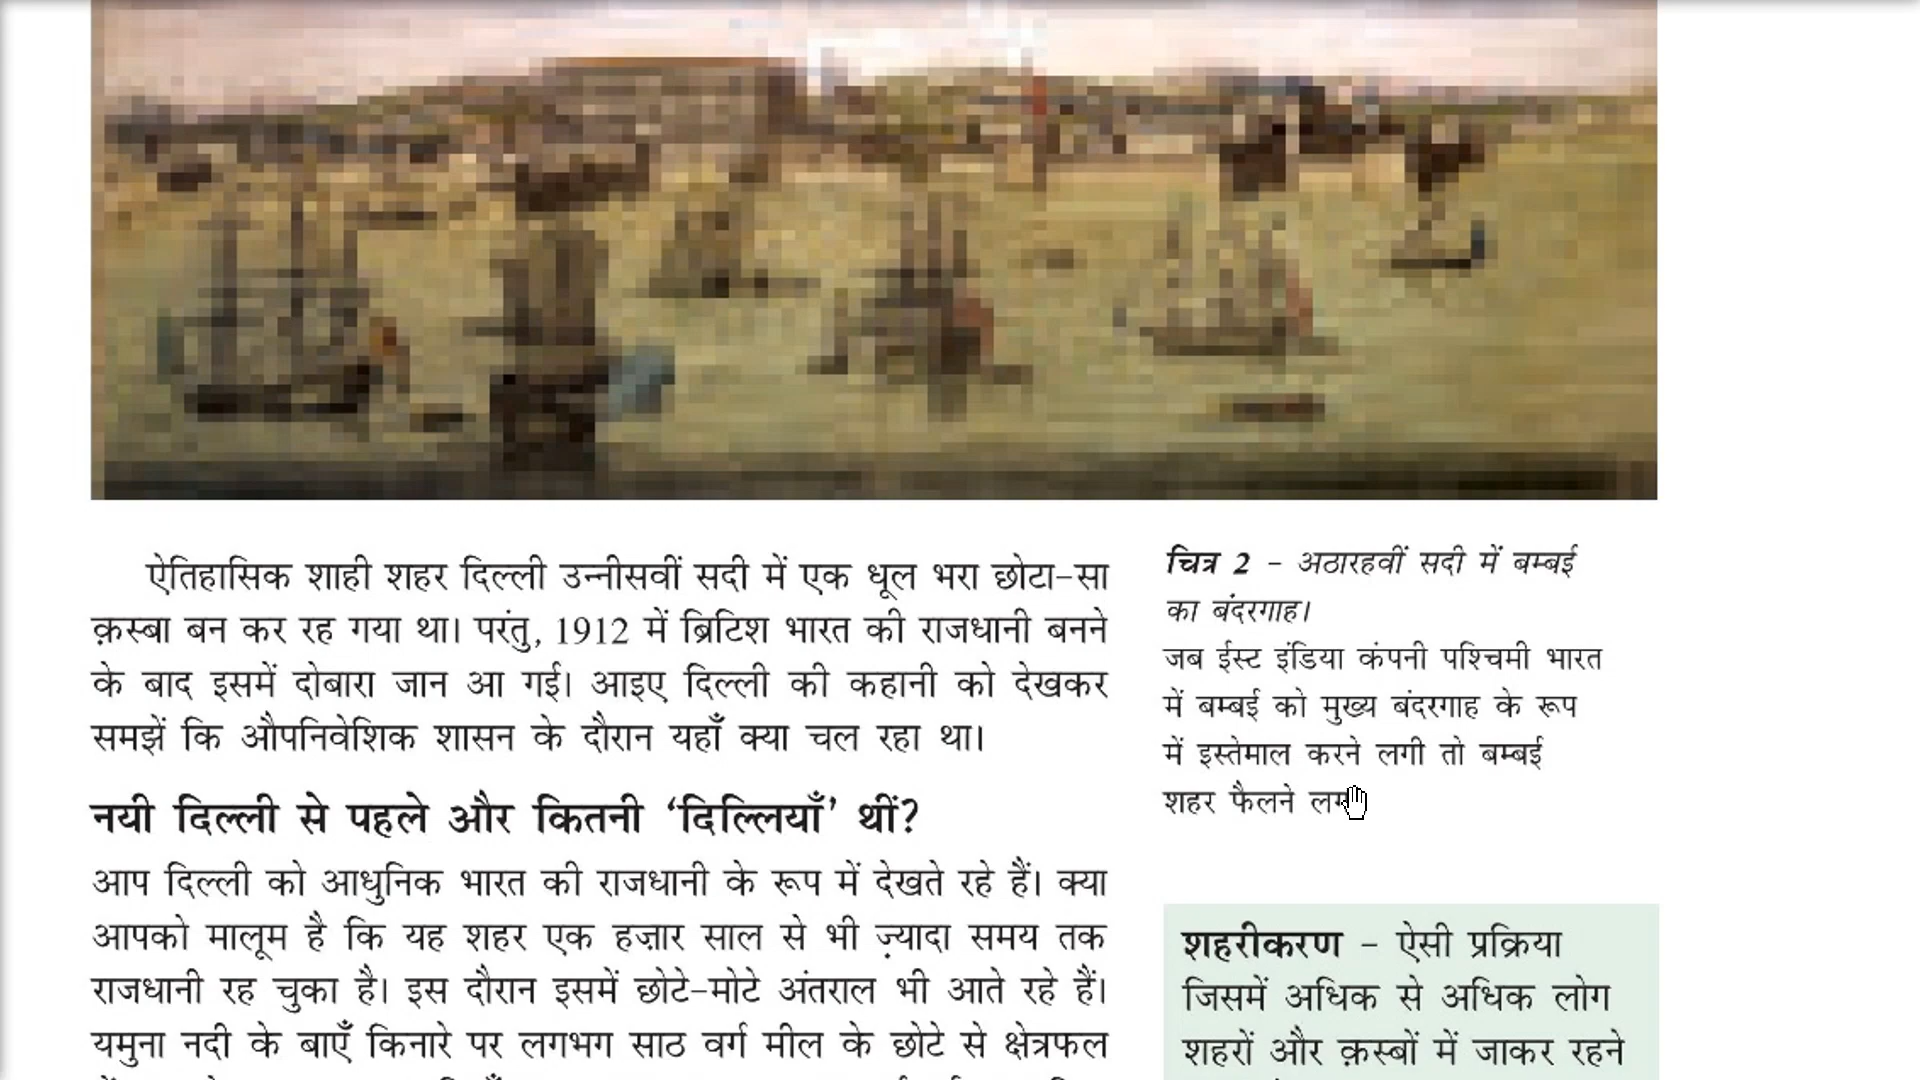 ऐतिहासिक शाही शहर दिल्ली उन्नीसवीं सदी में एक धूल भरा छोटा-सा
क़स्बा बन कर रह गया था। परंतु, 1912 में ब्रिटिश भारत की राजधानी बनने
के बाद इसमें दोबारा जान आ गई। आइए दिल्ली की कहानी को देखकर
समझें कि औपनिवेशिक शासन के दौरान यहाँ क्या चल रहा था।
नयी दिल्ली से पहले और कितनी ‘दिल्लियाँ’ थीं?
आप दिल्ली को आधुनिक भारत की राजधानी के रूप में देखते रहे हैं। क्या
आपको मालूम है कि यह शहर एक हज़ार साल से भी ज़्यादा समय तक
राजधानी रह चुका है। इस दौरान इसमें छोटे-मोटे अंतराल भी आते रहे हैं।
यमुना नदी के बाएँ किनारे पर लगभग साठ वर्ग मील के छोटे से क्षेत्रफल
चित्र 2 - अठारहवीं सदी में बम्बई
का बंदरगाह।
जब ईस्ट इंडिया कंपनी पश्चिमी भारत
में बम्बई को मुख्य बंदरगाह के रूप
में इस्तेमाल करने लगी तो बम्बई
शहर फैलने
शहरीकरण - ऐसी प्रक्रिया
जिसमें अधिक से अधिक लोग
शहरों और क़स्बों में जाकर रहने